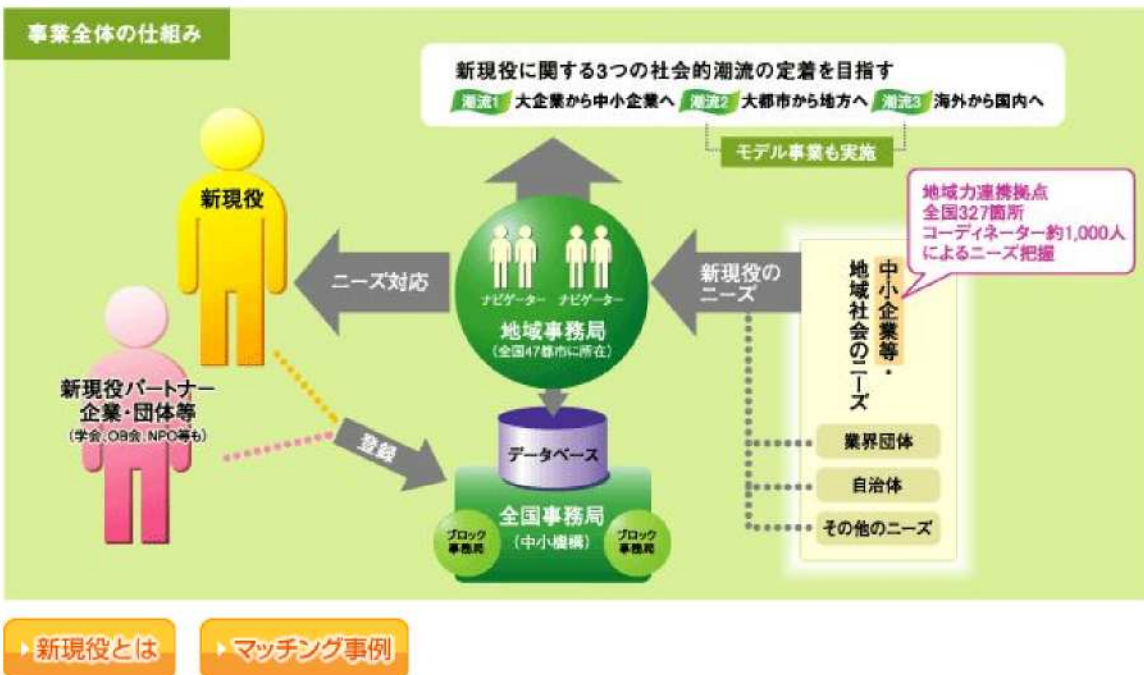 事業全体の仕組み
新現役に関する3つの社会的潮流の定着を目指す
潮流1 大企業から中小企業へ 潮流2 大都市から地方へ 潮流3 海外から国内へ
モデル事業も実施
地域力連携拠点
全国327箇所
コーディネーター約1,000人
によるニーズ把握
新現役
ニーズ対応
ナビゲーター ナビゲーター
地域事務局
(全国47都市に所在)
新現役の
ニーズ
中小企業等・
地域社会のニーズ
業界団体
自治体
その他のニーズ
新現役パートナー
企業・団体等
(学会、OB会、NPO等も)
登録
データベース
全国事務局
(中小機構)
ブロック
事務局
ブロック
事務局
新現役とは
マッチング事例